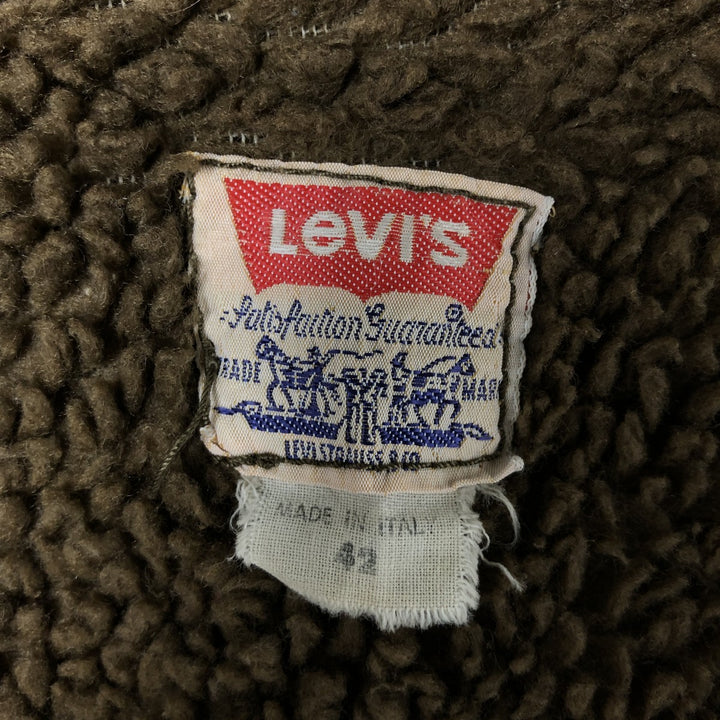 LeVI'S
Satisfaction Guaranteed
TRADE MARK
LEVI STRAUSS & CO
MADE IN ITALY
42